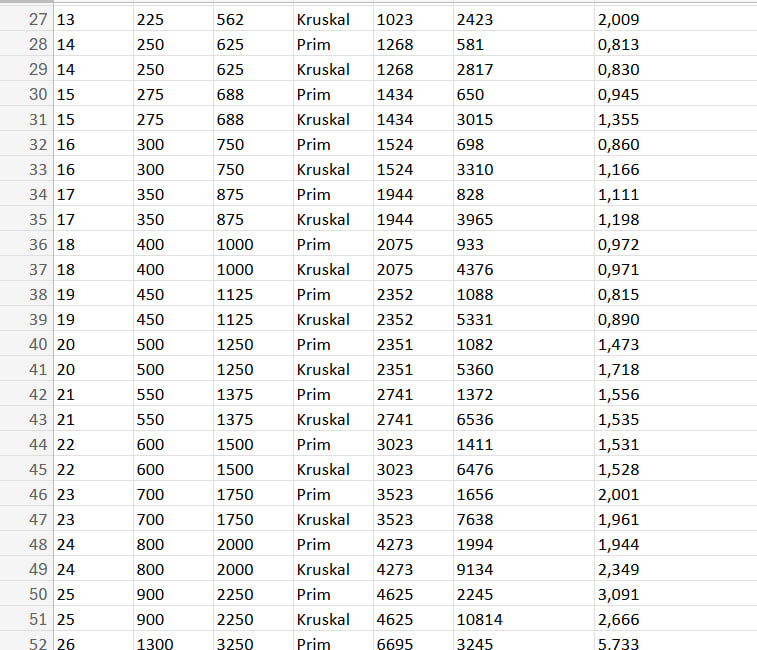 27 13 225 562 Kruskal 1023 2423 2,009
28 14 250 625 Prim 1268 581 0,813
29 14 250 625 Kruskal 1268 2817 0,830
30 15 275 688 Prim 1434 650 0,945
31 15 275 688 Kruskal 1434 3015 1,355
32 16 300 750 Prim 1524 698 0,860
33 16 300 750 Kruskal 1524 3310 1,166
34 17 350 875 Prim 1944 828 1,111
35 17 350 875 Kruskal 1944 3965 1,198
36 18 400 1000 Prim 2075 933 0,972
37 18 400 1000 Kruskal 2075 4376 0,971
38 19 450 1125 Prim 2352 1088 0,815
39 19 450 1125 Kruskal 2352 5331 0,890
40 20 500 1250 Prim 2351 1082 1,473
41 20 500 1250 Kruskal 2351 5360 1,718
42 21 550 1375 Prim 2741 1372 1,556
43 21 550 1375 Kruskal 2741 6536 1,535
44 22 600 1500 Prim 3023 1411 1,531
45 22 600 1500 Kruskal 3023 6476 1,528
46 23 700 1750 Prim 3523 1656 2,001
47 23 700 1750 Kruskal 3523 7638 1,961
48 24 800 2000 Prim 4273 1994 1,944
49 24 800 2000 Kruskal 4273 9134 2,349
50 25 900 2250 Prim 4625 2245 3,091
51 25 900 2250 Kruskal 4625 10814 2,666
52 26 1300 3250 Prim 6695 3245 5,733